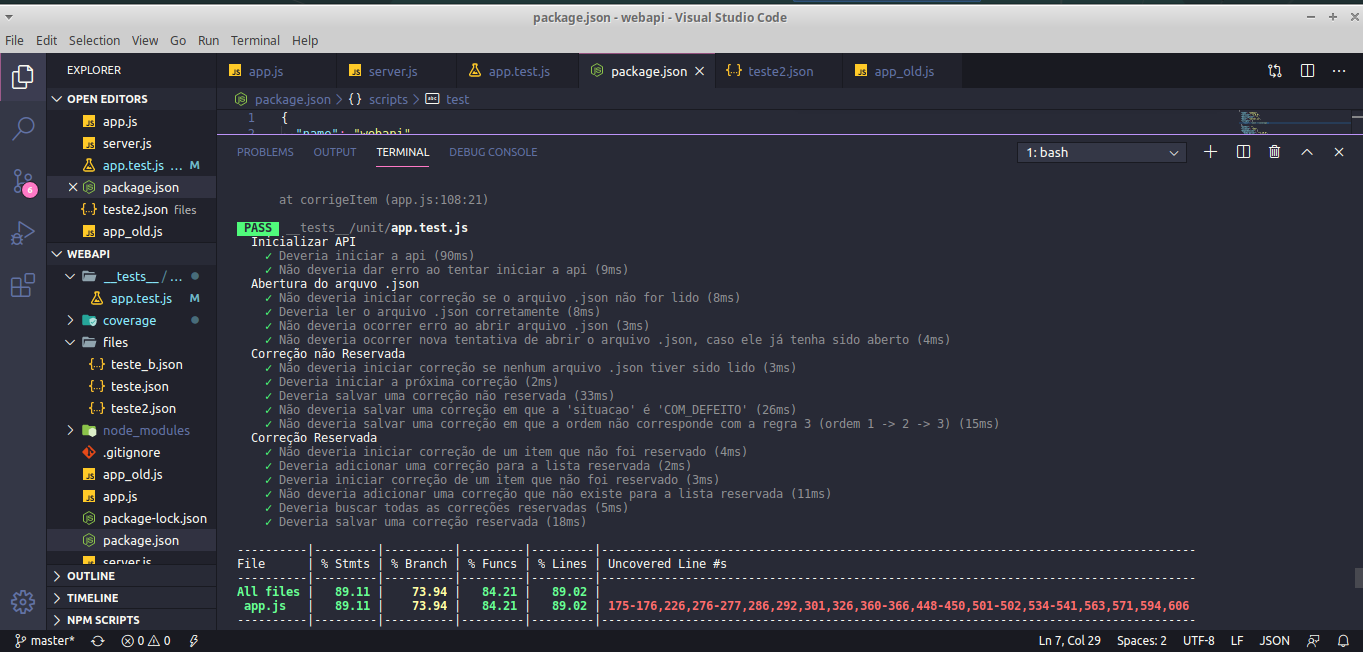 package.json - webapi - Visual Studio Code
File Edit Selection View Go Run Terminal Help
EXPLORER
OPEN EDITORS
app.js
server.js
app.test.js ... M
package.json
teste2.json files
app_old.js
WEBAPI
__tests__ / ...
app.test.js M
coverage
files
teste_b.json
teste.json
teste2.json
node_modules
.gitignore
app_old.js
app.js
package-lock.json
package.json
server.js
OUTLINE
TIMELINE
NPM SCRIPTS
6
app.js server.js app.test.js package.json teste2.json app_old.js
package.json > {} scripts > abc test
1 {
2 "name": "webapi"
PROBLEMS OUTPUT TERMINAL DEBUG CONSOLE 1: bash
at corrigeItem (app.js:108:21)
PASS __tests__/unit/app.test.js
Inicializar API
✓ Deveria iniciar a api (90ms)
✓ Não deveria dar erro ao tentar iniciar a api (9ms)
Abertura do arquvo .json
✓ Não deveria iniciar correção se o arquivo .json não for lido (8ms)
✓ Deveria ler o arquivo .json corretamente (8ms)
✓ Não deveria ocorrer erro ao abrir arquivo .json (3ms)
✓ Não deveria ocorrer nova tentativa de abrir o arquivo .json, caso ele já tenha sido aberto (4ms)
Correção não Reservada
✓ Não deveria iniciar correção se nenhum arquivo .json tiver sido lido (3ms)
✓ Deveria iniciar a próxima correção (2ms)
✓ Deveria salvar uma correção não reservada (33ms)
✓ Não deveria salvar uma correção em que a 'situacao' é 'COM_DEFEITO' (26ms)
✓ Não deveria salvar uma correção em que a ordem não corresponde com a regra 3 (ordem 1 -> 2 -> 3) (15ms)
Correção Reservada
✓ Não deveria iniciar correção de um item que não foi reservado (4ms)
✓ Deveria adicionar uma correção para a lista reservada (2ms)
✓ Deveria iniciar correção de um item que não foi reservado (3ms)
✓ Não deveria adicionar uma correção que não existe para a lista reservada (11ms)
✓ Deveria buscar todas as correções reservadas (5ms)
✓ Deveria salvar uma correção reservada (18ms)
File | % Stmts | % Branch | % Funcs | % Lines | Uncovered Line #s
All files | 89.11 | 73.94 | 84.21 | 89.02 |
app.js | 89.11 | 73.94 | 84.21 | 89.02 | 175-176,226,276-277,286,292,301,326,360-366,448-450,501-502,534-541,563,571,594,606
master* 0 0 Ln 7, Col 29 Spaces: 2 UTF-8 LF JSON